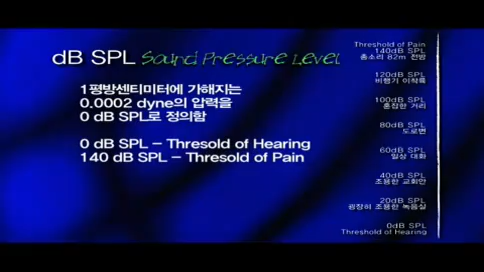 dB SPL Sound Pressure Level
1평방센티미터에 가해지는
0.0002 dyne의 압력을
0 dB SPL로 정의함
0 dB SPL – Thresold of Hearing
140 dB SPL – Thresold of Pain
Threshold of Pain
140dB SPL
총소리 82m 전방
120dB SPL
비행기 이착륙
100dB SPL
혼잡한 거리
80dB SPL
도로변
60dB SPL
일상 대화
40dB SPL
조용한 교회안
20dB SPL
굉장히 조용한 녹음실
0dB SPL
Threshold of Hearing